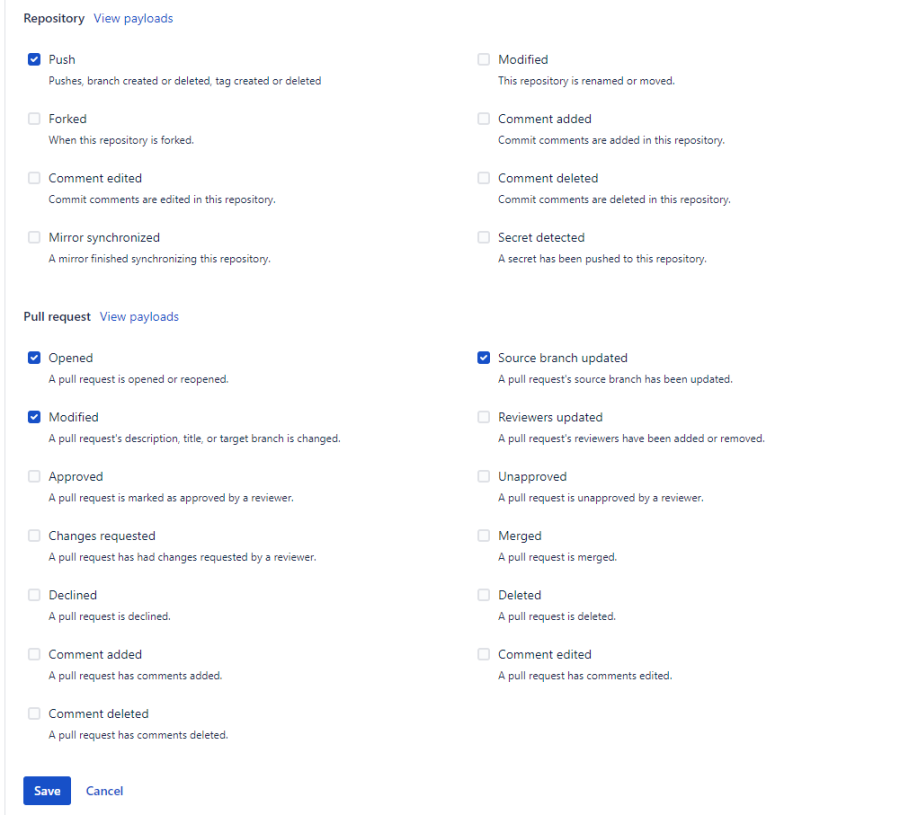 Repository View payloads
Push
Pushes, branch created or deleted, tag created or deleted
Modified
This repository is renamed or moved.
Forked
When this repository is forked.
Comment added
Commit comments are added in this repository.
Comment edited
Commit comments are edited in this repository.
Comment deleted
Commit comments are deleted in this repository.
Mirror synchronized
A mirror finished synchronizing this repository.
Secret detected
A secret has been pushed to this repository.
Pull request View payloads
Opened
A pull request is opened or reopened.
Source branch updated
A pull request's source branch has been updated.
Modified
A pull request's description, title, or target branch is changed.
Reviewers updated
A pull request's reviewers have been added or removed.
Approved
A pull request is marked as approved by a reviewer.
Unapproved
A pull request is unapproved by a reviewer.
Changes requested
A pull request has had changes requested by a reviewer.
Merged
A pull request is merged.
Declined
A pull request is declined.
Deleted
A pull request is deleted.
Comment added
A pull request has comments added.
Comment edited
A pull request has comments edited.
Comment deleted
A pull request has comments deleted.
Save Cancel